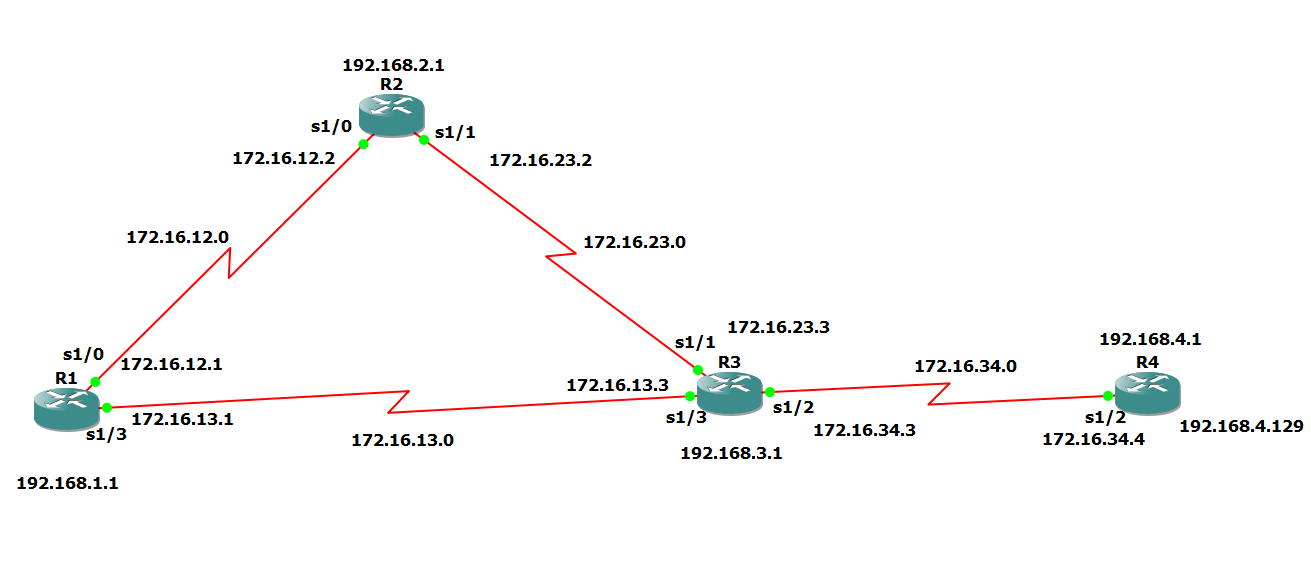 192.168.2.1
R2
s1/0
s1/1
172.16.12.2
172.16.23.2
172.16.12.0
172.16.23.0
172.16.23.3
s1/1
192.168.4.1
s1/0
172.16.12.1
R3
172.16.34.0
R4
R1
172.16.13.3
s1/2
172.16.13.1
s1/3
s1/2
172.16.34.3
192.168.4.129
s1/3
172.16.13.0
172.16.34.4
192.168.3.1
192.168.1.1